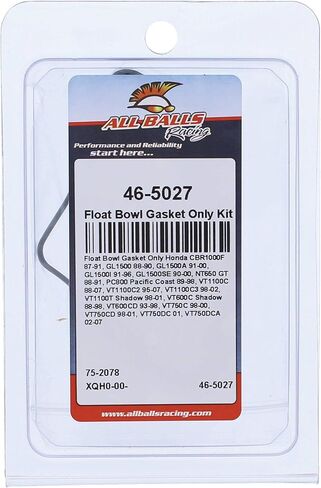 ALL BALLS
Racing
Performance and Reliability
start here...
46-5027
Float Bowl Gasket Only Kit
Float Bowl Gasket Only Honda CBR1000F
87-91, GL1500 88-90, GL1500A 91-00,
GL1500I 91-96, GL1500SE 90-00, NT650 GT
88-91, PC800 Pacific Coast 89-98, VT1100C
88-07, VT1100C2 95-07, VT1100C3 98-02,
VT1100T Shadow 98-01, VT600C Shadow
88-98, VT600CD 93-98, VT750C 98-00,
VT750CD 98-01, VT750DC 01, VT750DCA
02-07
75-2078
XQH0-00- 46-5027
www.allballsracing.com